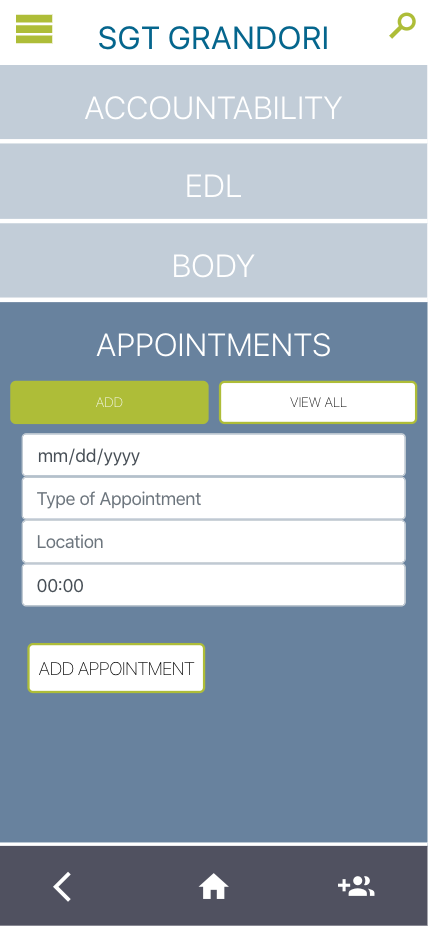 SGT GRANDORI
ACCOUNTABILITY
EDL
BODY
APPOINTMENTS
ADD
VIEW ALL
mm/dd/yyyy
Type of Appointment
Location
00:00
ADD APPOINTMENT